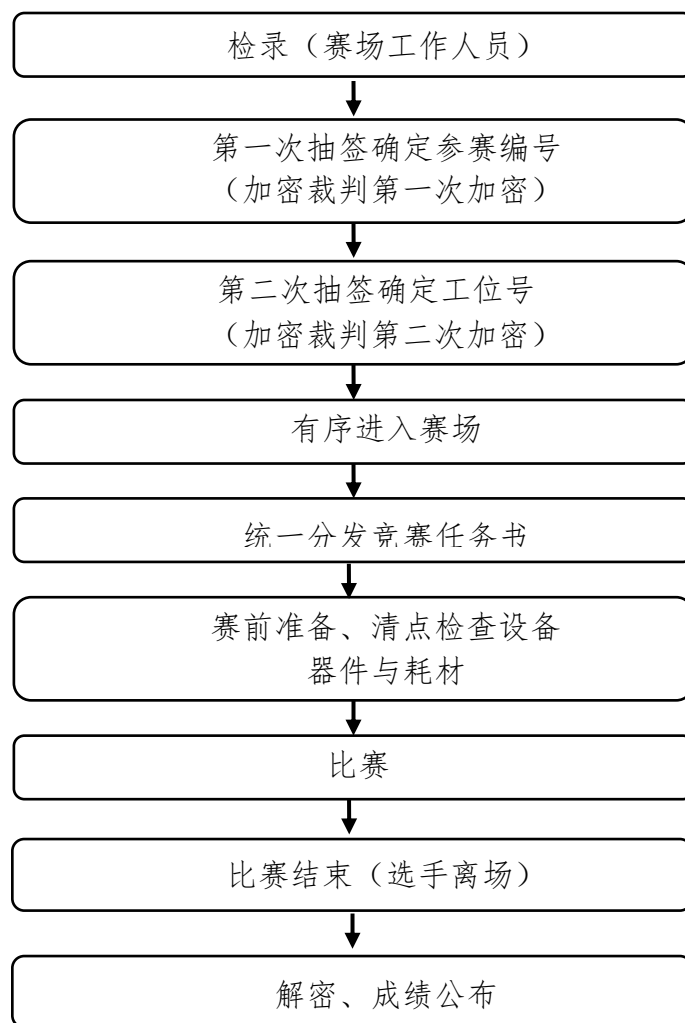 检录（赛场工作人员）
第一次抽签确定参赛编号
（加密裁判第一次加密）
第二次抽签确定工位号
（加密裁判第二次加密）
有序进入赛场
统一分发竞赛任务书
赛前准备、清点检查设备
器件与耗材
比赛
比赛结束（选手离场）
解密、成绩公布